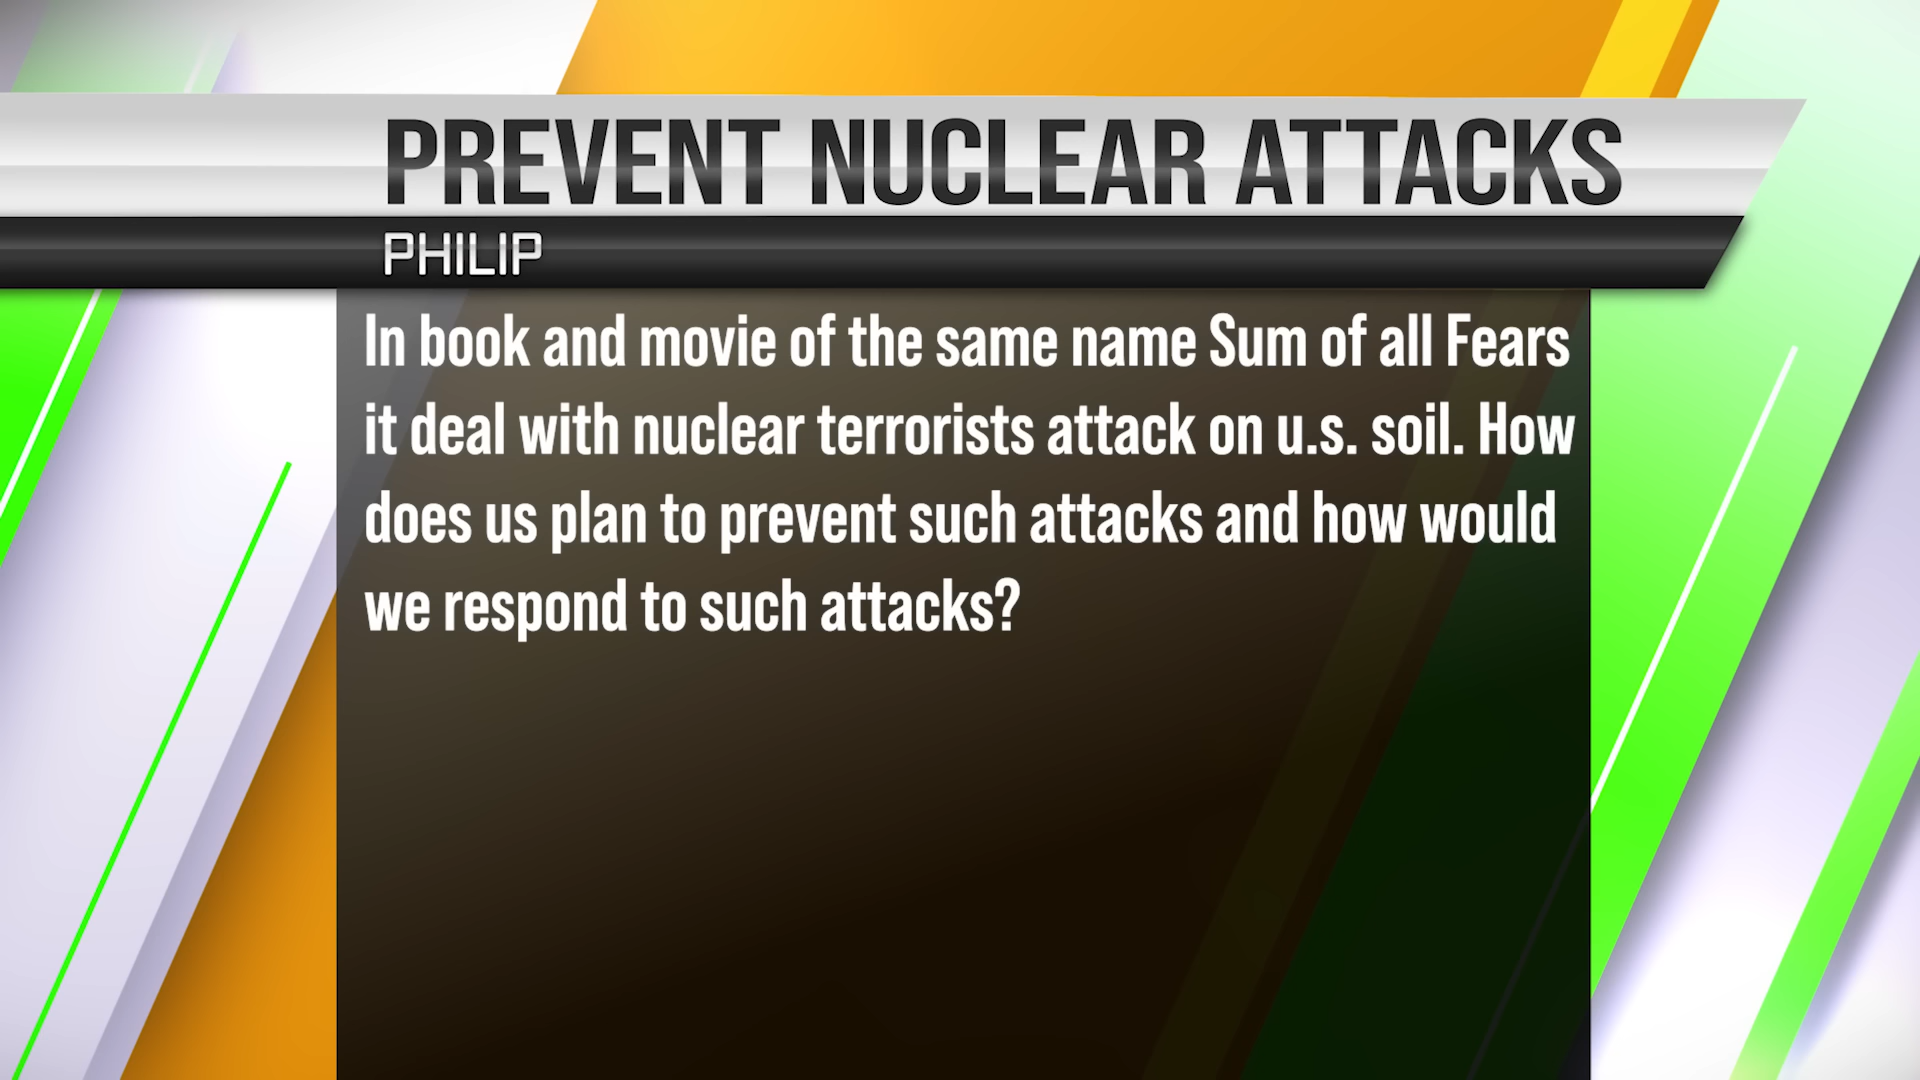 PREVENT NUCLEAR ATTACKS
PHILIP
In book and movie of the same name Sum of all Fears
it deal with nuclear terrorists attack on u.s. soil. How
does us plan to prevent such attacks and how would
we respond to such attacks?